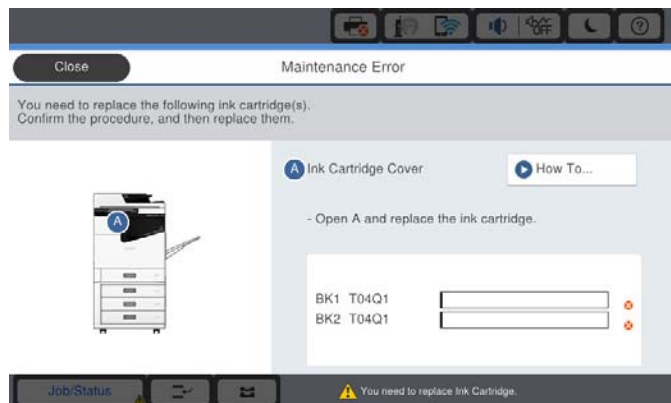 OFF
?
Close
Maintenance Error
You need to replace the following ink cartridge(s).
Confirm the procedure, and then replace them.
A Ink Cartridge Cover
How To...
A
- Open A and replace the ink cartridge.
BK1 T04Q1
BK2 T04Q1
Job/Status
You need to replace Ink Cartridge.